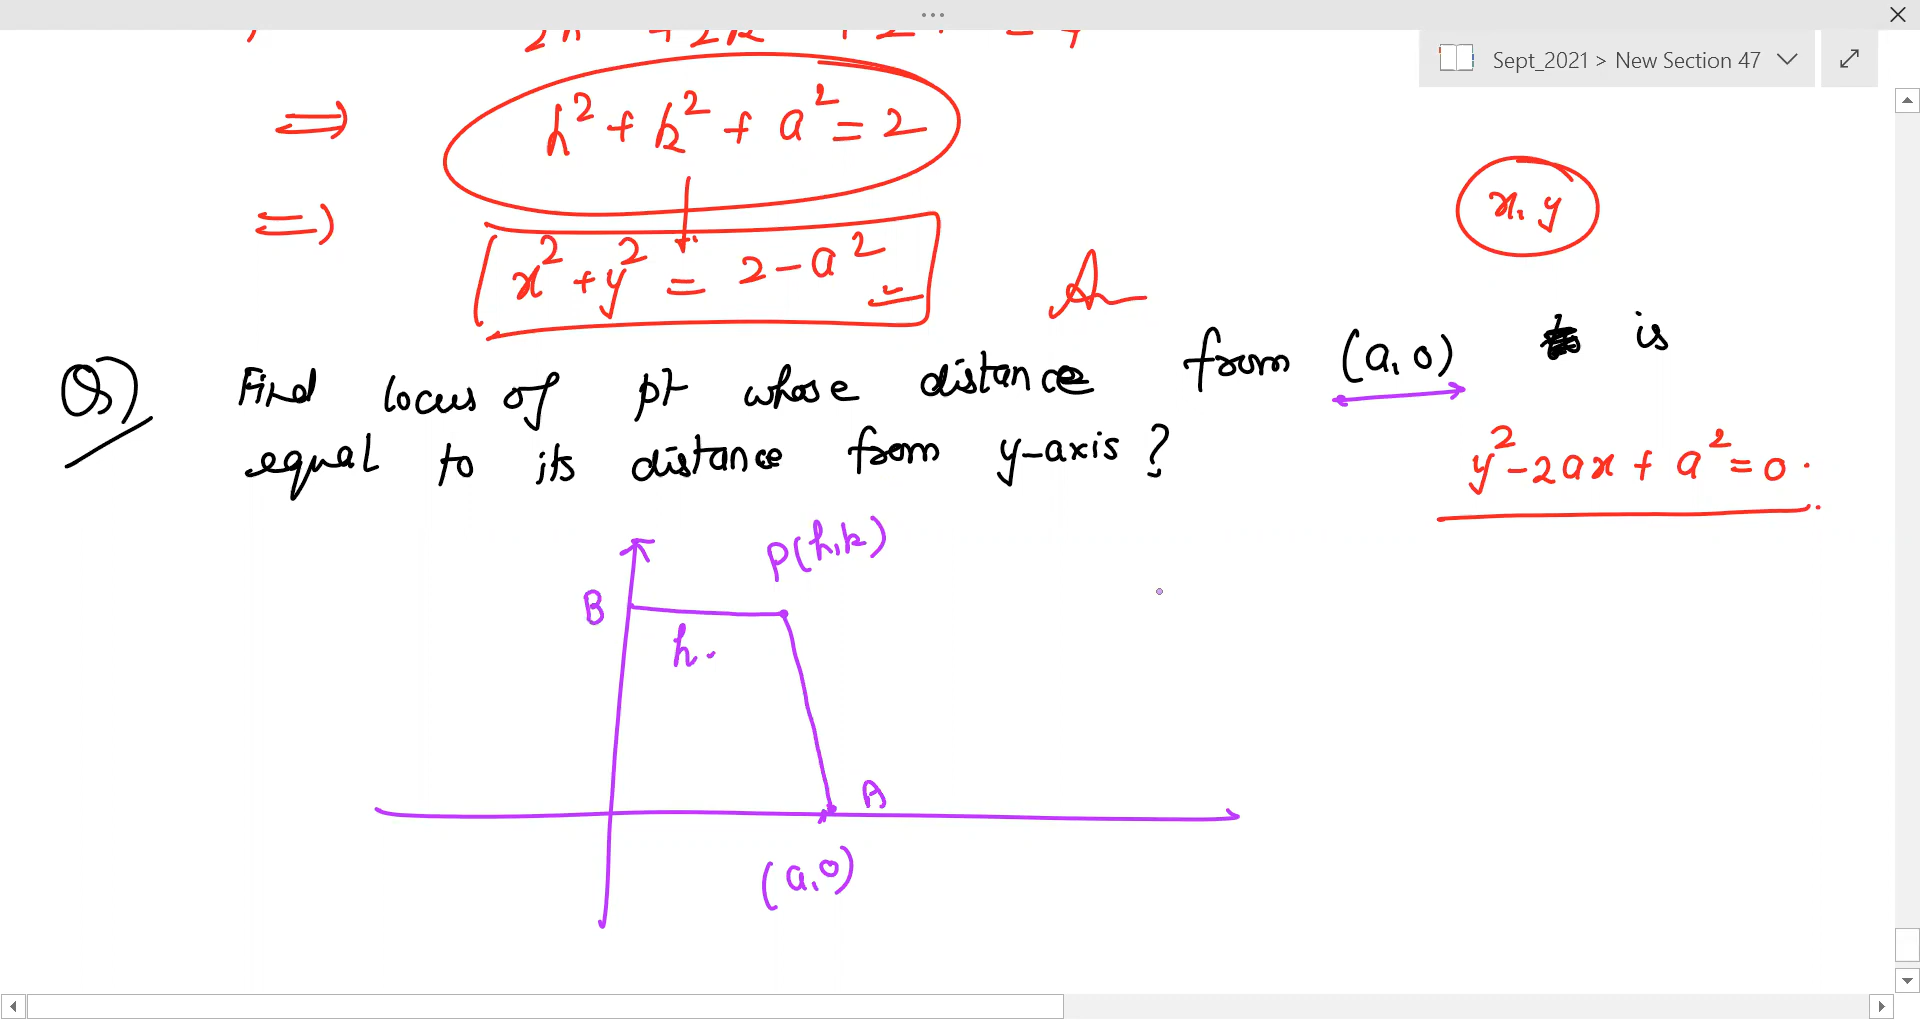 Sept_2021 > New Section 47
⇒ h² + k² + a² = 2
⇒ x² + y² = 2 - a²
x, y
Q) Find locus of pt whose distance from (a, 0) is
equal to its distance from y-axis ?
y² - 2ax + a² = 0.
P(h, k)
B
h.
A
(a, 0)